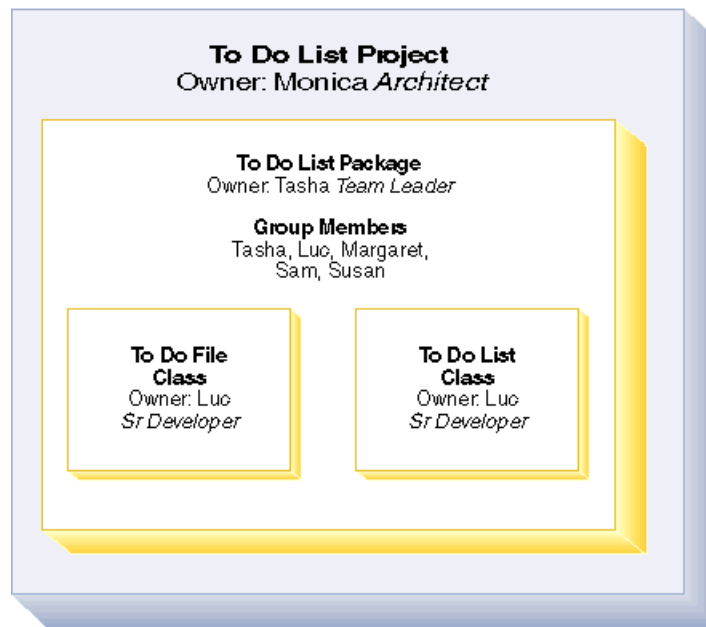 To Do List Project
Owner: Monica Architect
To Do List Package
Owner: Tasha Team Leader
Group Members
Tasha, Luc, Margaret,
Sam, Susan
To Do File
Class
Owner: Luc
Sr Developer
To Do List
Class
Owner: Luc
Sr Developer